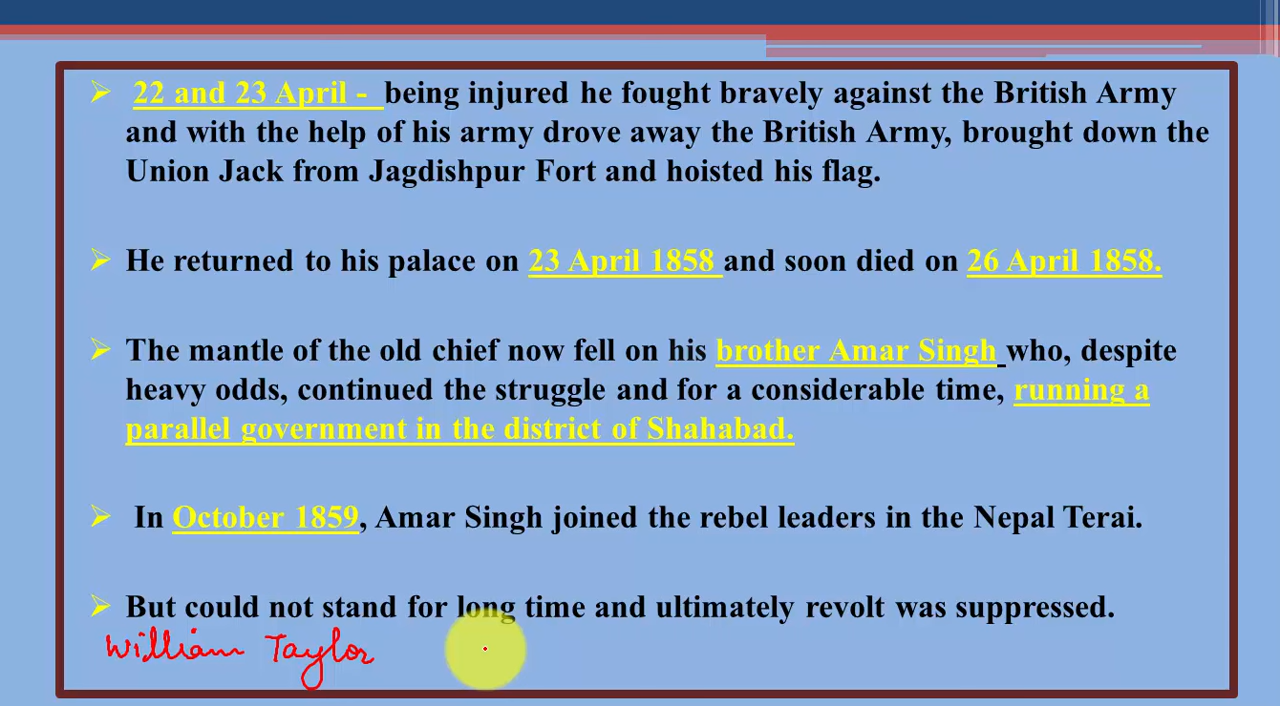 22 and 23 April - being injured he fought bravely against the British Army
and with the help of his army drove away the British Army, brought down the
Union Jack from Jagdishpur Fort and hoisted his flag.
He returned to his palace on 23 April 1858 and soon died on 26 April 1858.
The mantle of the old chief now fell on his brother Amar Singh who, despite
heavy odds, continued the struggle and for a considerable time, running a
parallel government in the district of Shahabad.
In October 1859, Amar Singh joined the rebel leaders in the Nepal Terai.
But could not stand for long time and ultimately revolt was suppressed.
William Taylor